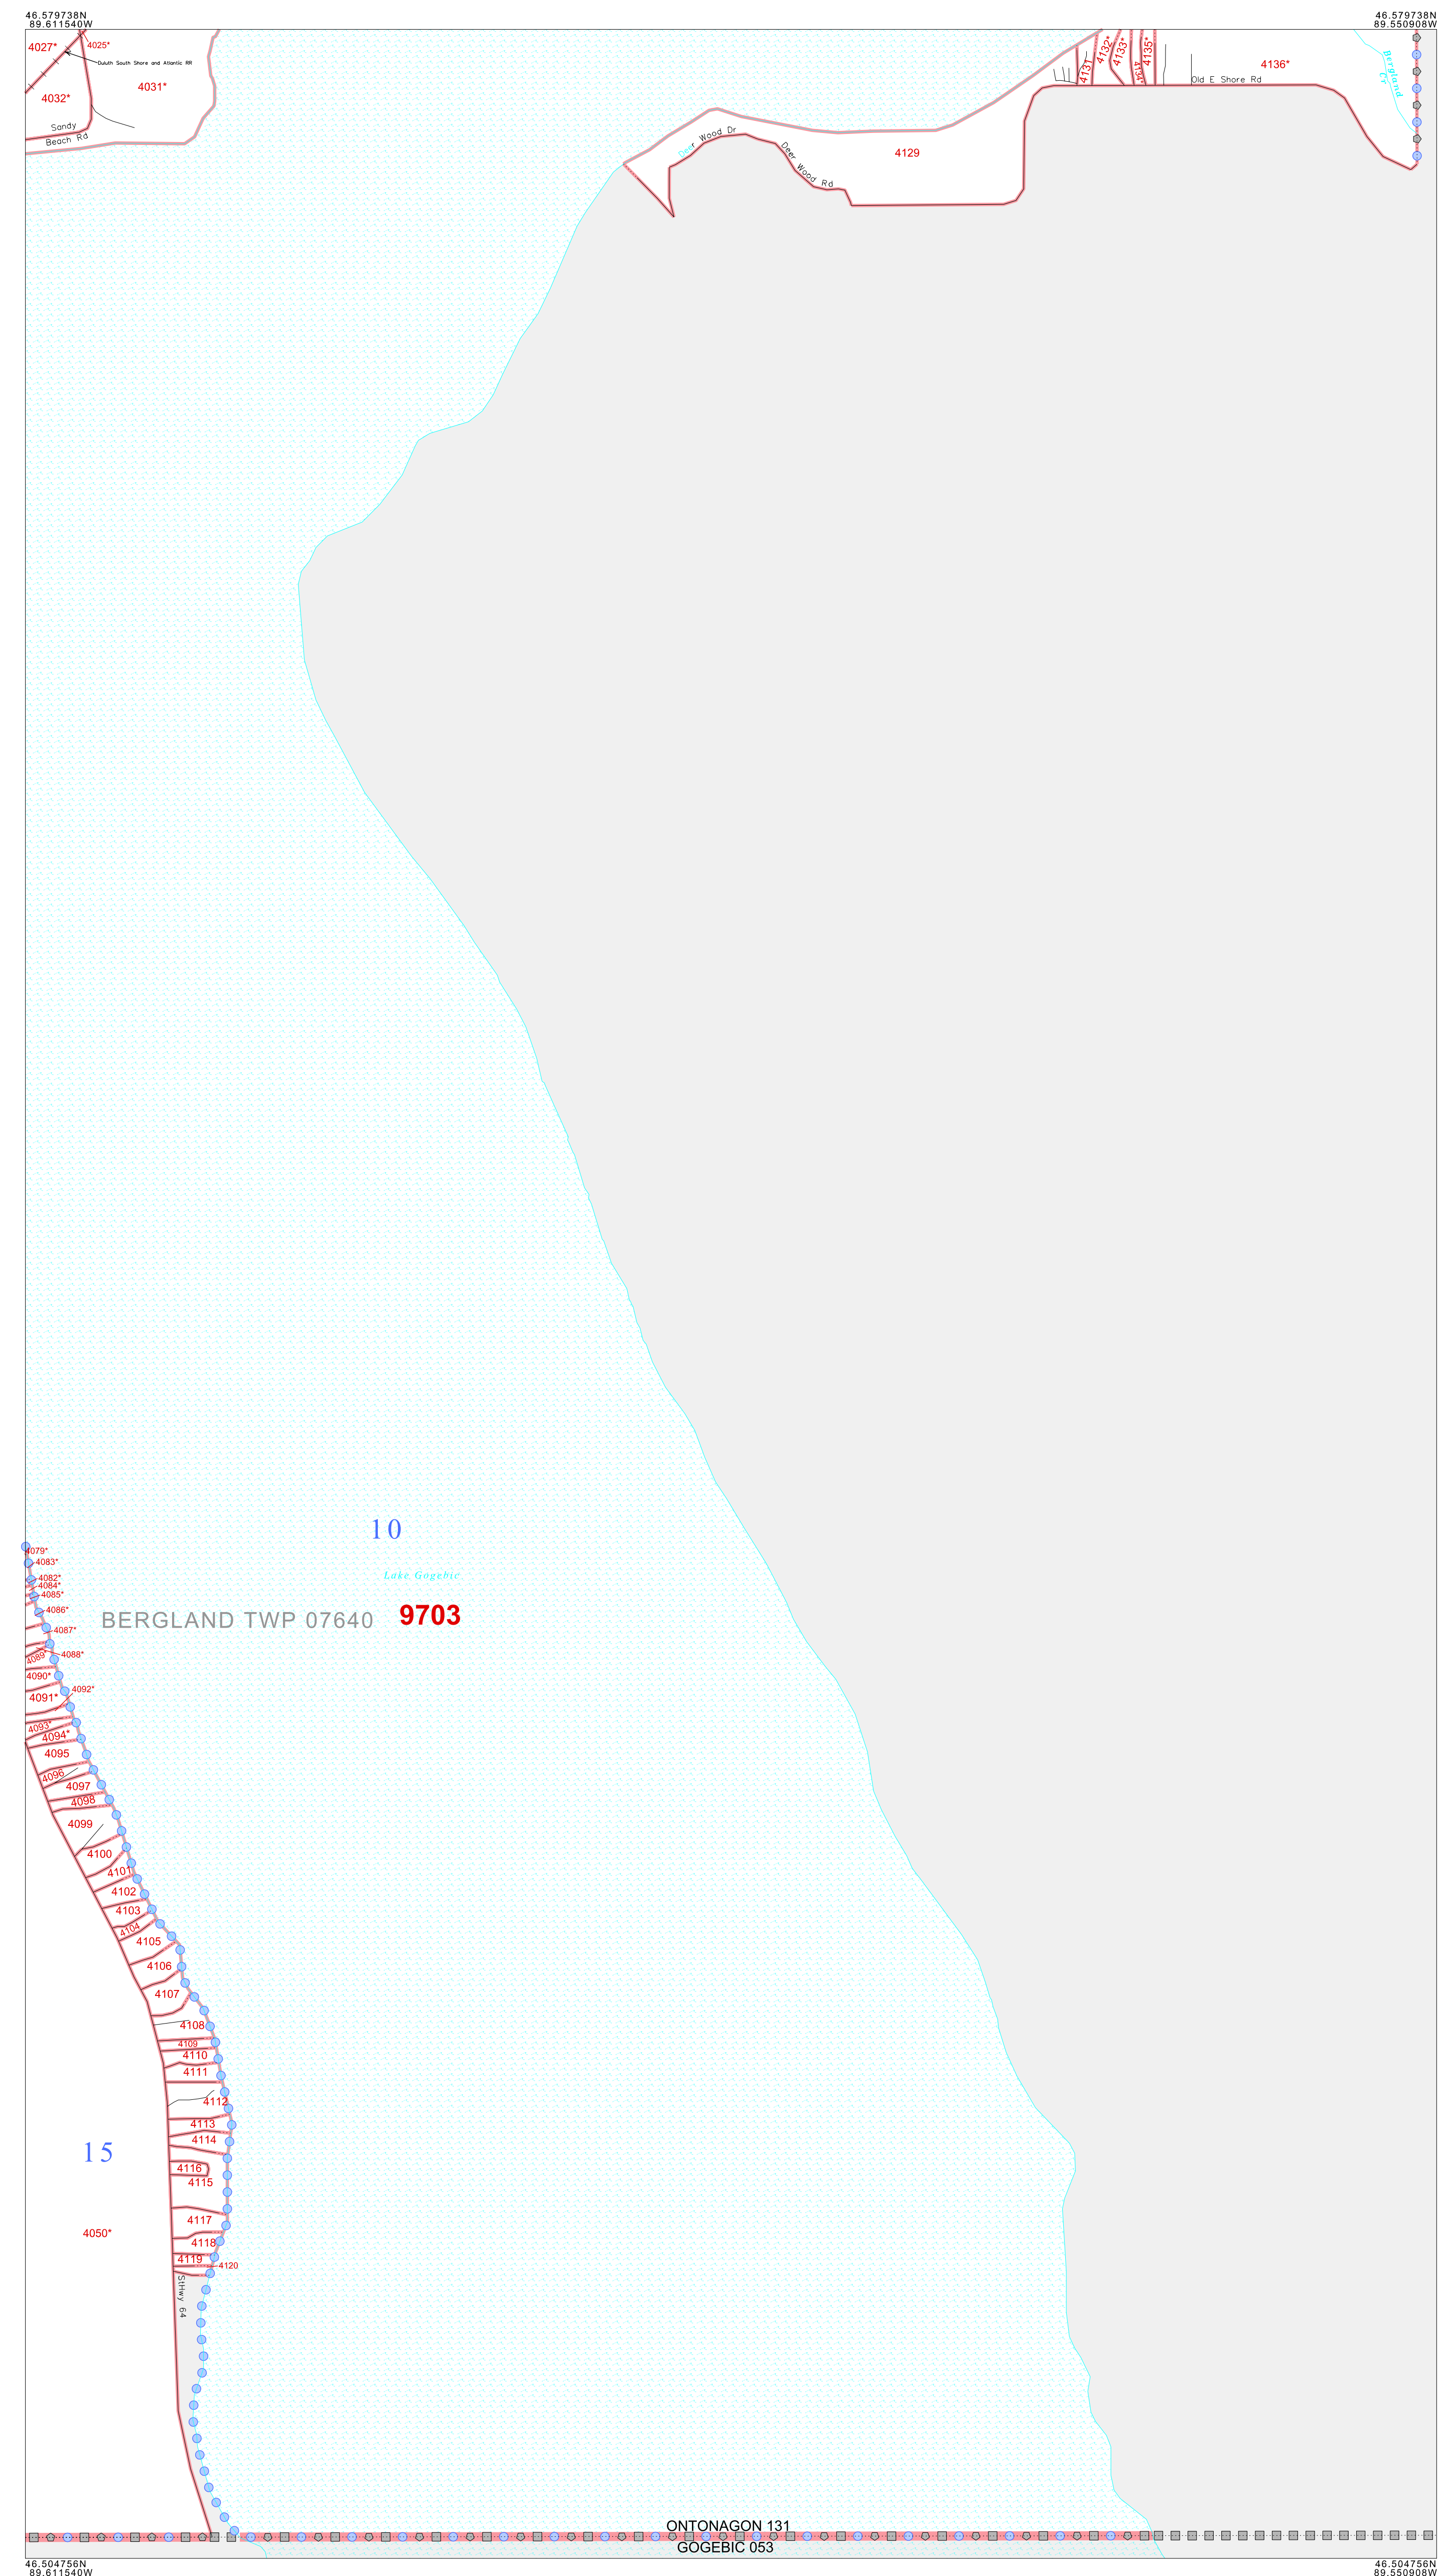 46.579738N
89.611540W
46.579738N
89.550908W
4027*
4025*
Duluth South Shore and Atlantic RR
4031*
4032*
Sandy
Beach Rd
4131
4132*
4133*
4134*
4135*
4136*
Old E Shore Rd
Bergland
Cr
Deer Wood Dr
Deer Wood Rd
4129
10
Lake Gogebic
BERGLAND TWP 07640
9703
4079*
4083*
4082*
4084*
4085*
4086*
4087*
4088*
4089*
4090*
4091*
4092*
4093*
4094*
4095
4096
4097
4098
4099
4100
4101
4102
4103
4104
4105
4106
4107
4108
4109
4110
4111
4112
4113
4114
15
4116
4115
4117
4050*
4118
4119
4120
StHwy 64
ONTONAGON 131
GOGEBIC 053
46.504756N
89.611540W
46.504756N
89.550908W